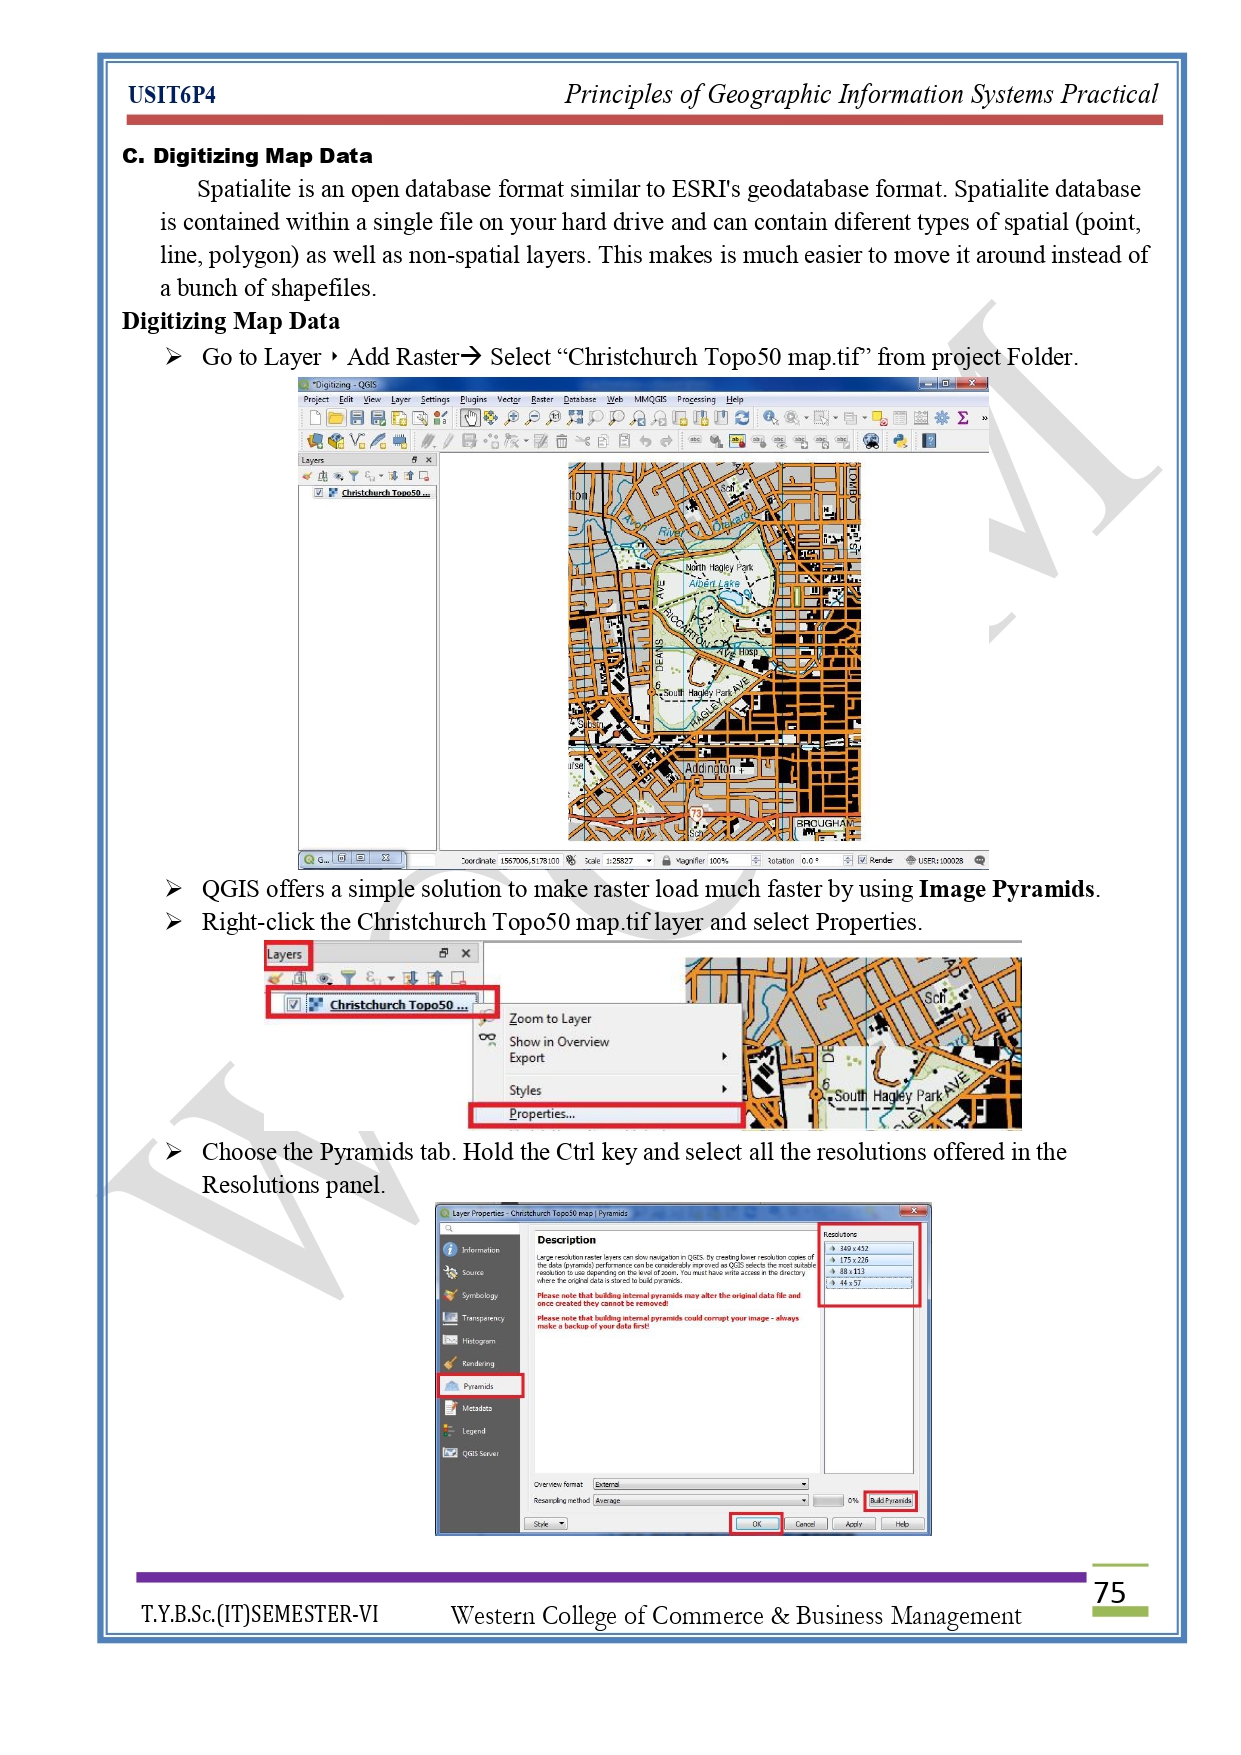 USIT6P4 Principles of Geographic Information Systems Practical
C. Digitizing Map Data
Spatialite is an open database format similar to ESRI's geodatabase format. Spatialite database
is contained within a single file on your hard drive and can contain diferent types of spatial (point,
line, polygon) as well as non-spatial layers. This makes is much easier to move it around instead of
a bunch of shapefiles.
Digitizing Map Data
➢ Go to Layer ‣ Add Raster→ Select “Christchurch Topo50 map.tif” from project Folder.
*Digitizing - QGIS
Project Edit View Layer Settings Plugins Vector Raster Database Web MMQGIS Processing Help
Layers
Christchurch Topo50 ...
lton
Sch
AD
OLOMBO
ST
Avon River Otakaro
North Hagley Park
Albert Lake
AVE
RICCARTON AVE
Hosp
DEANS
6
South Hagley Park
HAGLEY AVE
Substn
urse
Addington
73
Sch
BROUGHAM
G...
Coordinate 1567006,5178100 Scale 1:25827 Magnifier 100% Rotation 0.0 ° Render USER:100028
➢ QGIS offers a simple solution to make raster load much faster by using Image Pyramids.
➢ Right-click the Christchurch Topo50 map.tif layer and select Properties.
Layers
Christchurch Topo50 ...
Zoom to Layer
Show in Overview
Export
Styles
Properties...
Sch
AD
DE
6
South Hagley Park
LEY AVE
➢ Choose the Pyramids tab. Hold the Ctrl key and select all the resolutions offered in the
Resolutions panel.
Layer Properties - Christchurch Topo50 map | Pyramids
Information
Source
Symbology
Transparency
Histogram
Rendering
Pyramids
Metadata
Legend
QGIS Server
Description
Large resolution raster layers can slow navigation in QGIS. By creating lower resolution copies of
the data (pyramids) performance can be considerably improved as QGIS selects the most suitable
resolution to use depending on the level of zoom. You must have write access in the directory
where the original data is stored to build pyramids.
Please note that building internal pyramids may alter the original data file and
once created they cannot be removed!
Please note that building internal pyramids could corrupt your image - always
make a backup of your data first!
Resolutions
349 x 452
175 x 226
88 x 113
44 x 57
Overview format External
Resampling method Average 0% Build Pyramids
Style OK Cancel Apply Help
75
T.Y.B.Sc.(IT)SEMESTER-VI Western College of Commerce & Business Management